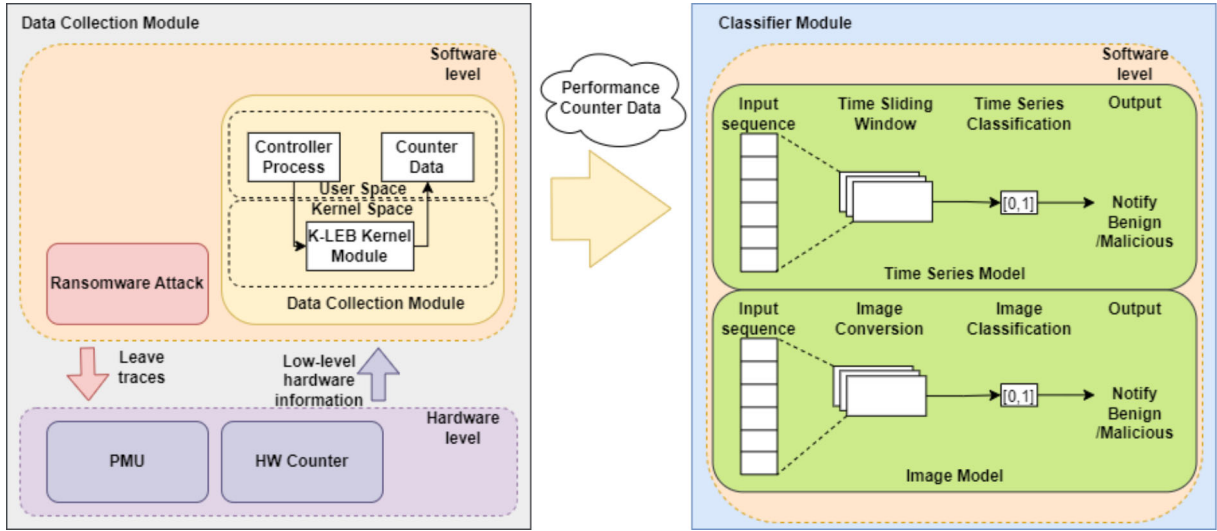 Data Collection Module
Software
level
Controller
Process
Counter
Data
User Space
Kernel Space
K-LEB Kernel
Module
Data Collection Module
Ransomware Attack
Leave
traces
Low-level
hardware
information
Hardware
level
PMU
HW Counter
Performance
Counter Data
Classifier Module
Software
level
Input
sequence
Time Sliding
Window
Time Series
Classification
Output
[0,1]
Notify
Benign
/Malicious
Time Series Model
Input
sequence
Image
Conversion
Image
Classification
Output
[0,1]
Notify
Benign
/Malicious
Image Model